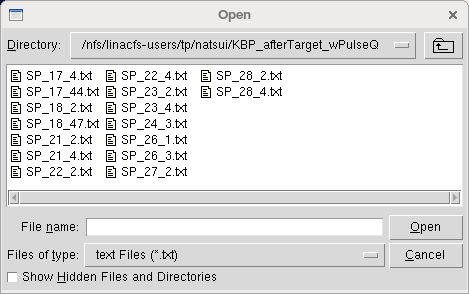 Open
Directory: /nfs/linacfs-users/tp/natsui/KBP_afterTarget_wPulseQ
SP_17_4.txt SP_22_4.txt SP_28_2.txt
SP_17_44.txt SP_23_2.txt SP_28_4.txt
SP_18_2.txt SP_23_4.txt
SP_18_47.txt SP_24_3.txt
SP_21_2.txt SP_26_1.txt
SP_21_4.txt SP_26_3.txt
SP_22_2.txt SP_27_2.txt
File name: Open
Files of type: text Files (*.txt) Cancel
Show Hidden Files and Directories